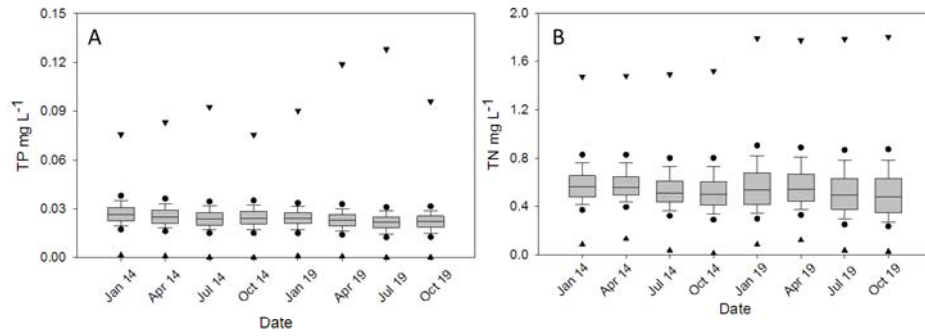 A
TP mg L⁻¹
0.15
0.12
0.09
0.06
0.03
0.00
Jan 14
Apr 14
Jul 14
Oct 14
Jan 19
Apr 19
Jul 19
Oct 19
Date
B
TN mg L⁻¹
2.0
1.6
1.2
0.8
0.4
0.0
Jan 14
Apr 14
Jul 14
Oct 14
Jan 19
Apr 19
Jul 19
Oct 19
Date